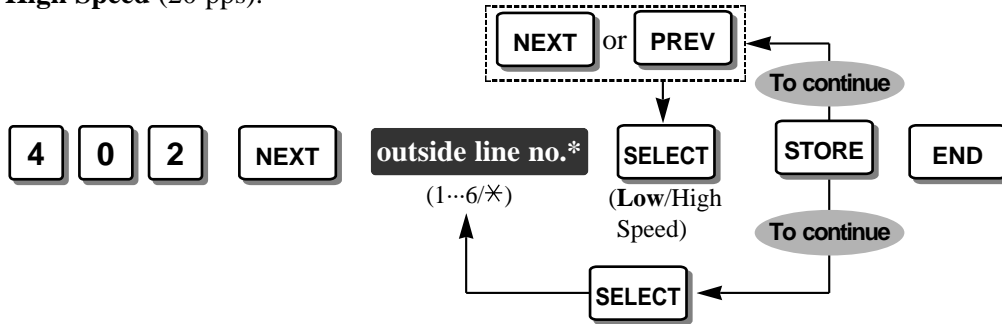 High Speed (20 pps).
NEXT or PREV
To continue
4 0 2 NEXT outside line no.* SELECT STORE END
(1···6/✳) (Low/High
Speed)
To continue
SELECT